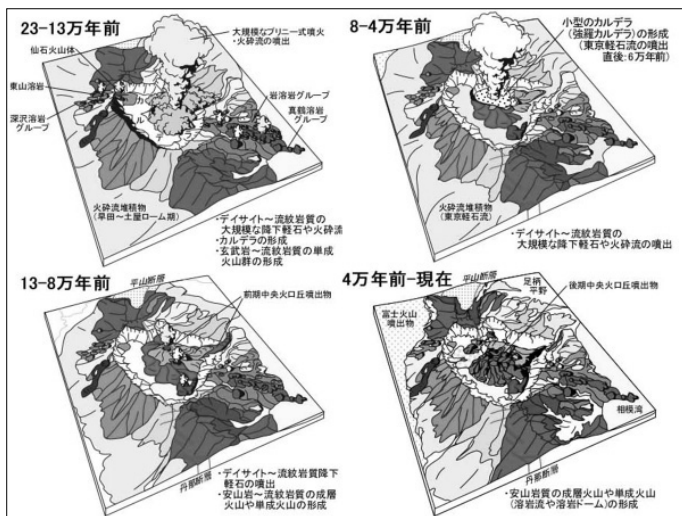 23-13万年前
仙石火山体
大規模なプリニー式噴火
・火砕流の噴出
東山溶岩
深沢溶岩
グループ
カルデラ
岩溶岩グループ
真鶴溶岩
グループ
火砕流堆積物
(早田～土屋ローム期)
・デイサイト～流紋岩質の
大規模な降下軽石や火砕流
・カルデラの形成
・玄武岩～流紋岩質の単成
火山群の形成
8-4万年前
小型のカルデラ
(強羅カルデラ)の形成
(東京軽石流の噴出
直後:6万年前)
火砕流堆積物
(東京軽石流)
・デイサイト～流紋岩質の
大規模な降下軽石や火砕流の噴出
13-8万年前
平山断層
前期中央火口丘噴出物
丹那断層
・デイサイト～流紋岩質降下
軽石の噴出
・安山岩～流紋岩質の成層
火山や単成火山の形成
4万年前-現在
平山断層
足柄
平野
後期中央火口丘噴出物
富士火山
噴出物
相模湾
丹那断層
・安山岩質の成層火山や単成火山
(溶岩流や溶岩ドーム)の形成